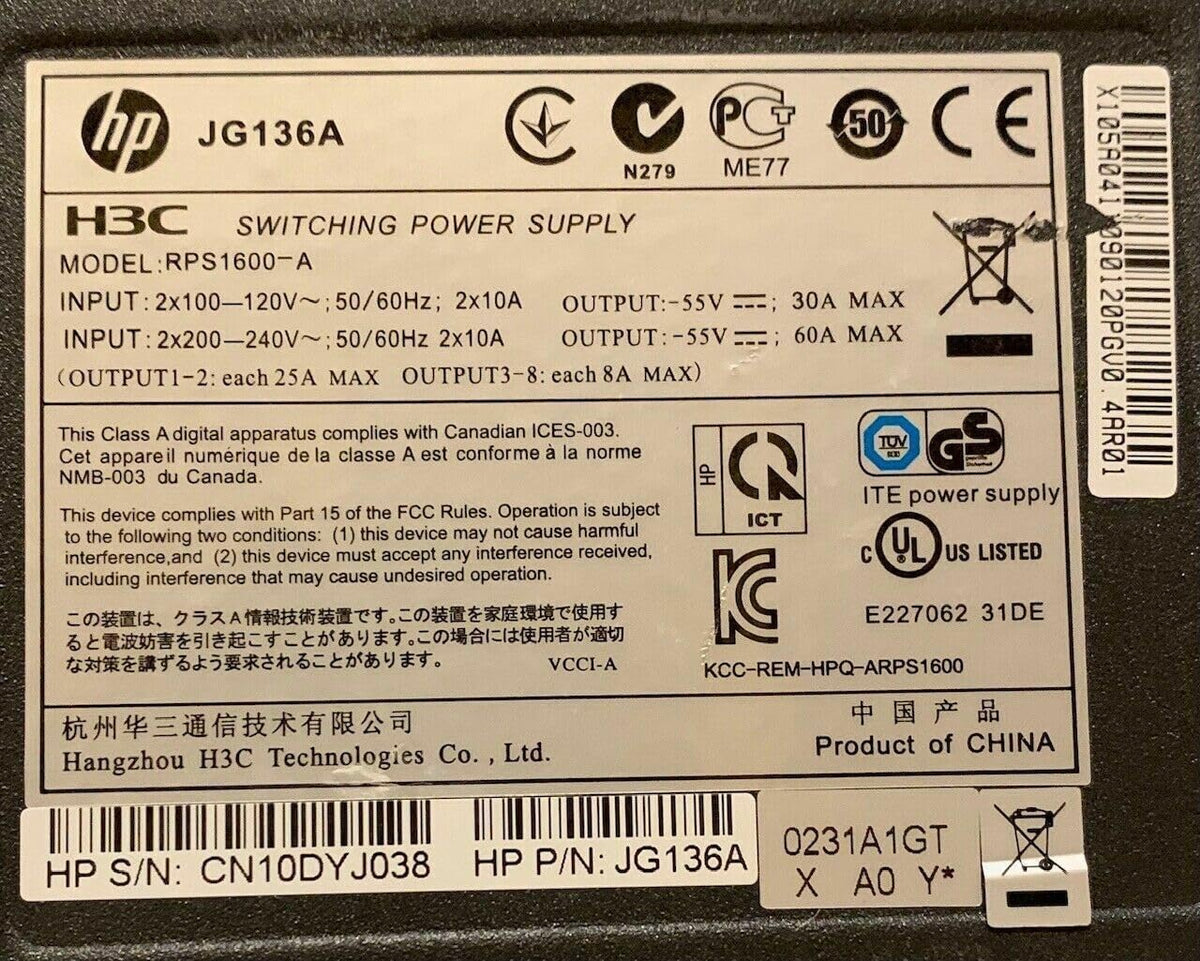 hp JG136A
N279
ME77
50
CE
H3C SWITCHING POWER SUPPLY
MODEL:RPS1600-A
INPUT:2x100—120V~;50/60Hz; 2x10A OUTPUT:-55V ⎓; 30A MAX
INPUT:2x200—240V~;50/60Hz 2x10A OUTPUT:-55V ⎓; 60A MAX
(OUTPUT1-2: each 25A MAX OUTPUT3-8: each 8A MAX)
This Class A digital apparatus complies with Canadian ICES-003.
Cet appareil numérique de la classe A est conforme à la norme
NMB-003 du Canada.
This device complies with Part 15 of the FCC Rules. Operation is subject
to the following two conditions: (1) this device may not cause harmful
interference,and (2) this device must accept any interference received,
including interference that may cause undesired operation.
この装置は、クラスA情報技術装置です。この装置を家庭環境で使用す
ると電波妨害を引き起こすことがあります。この場合には使用者が適切
な対策を講ずるよう要求されることがあります。 VCCI-A
HP
ICT
TÜV
GS
ITE power supply
c UL US LISTED
E227062 31DE
KCC-REM-HPQ-ARPS1600
杭州华三通信技术有限公司
Hangzhou H3C Technologies Co., Ltd.
中国产品
Product of CHINA
HP S/N: CN10DYJ038
HP P/N: JG136A
0231A1GT
X A0 Y*